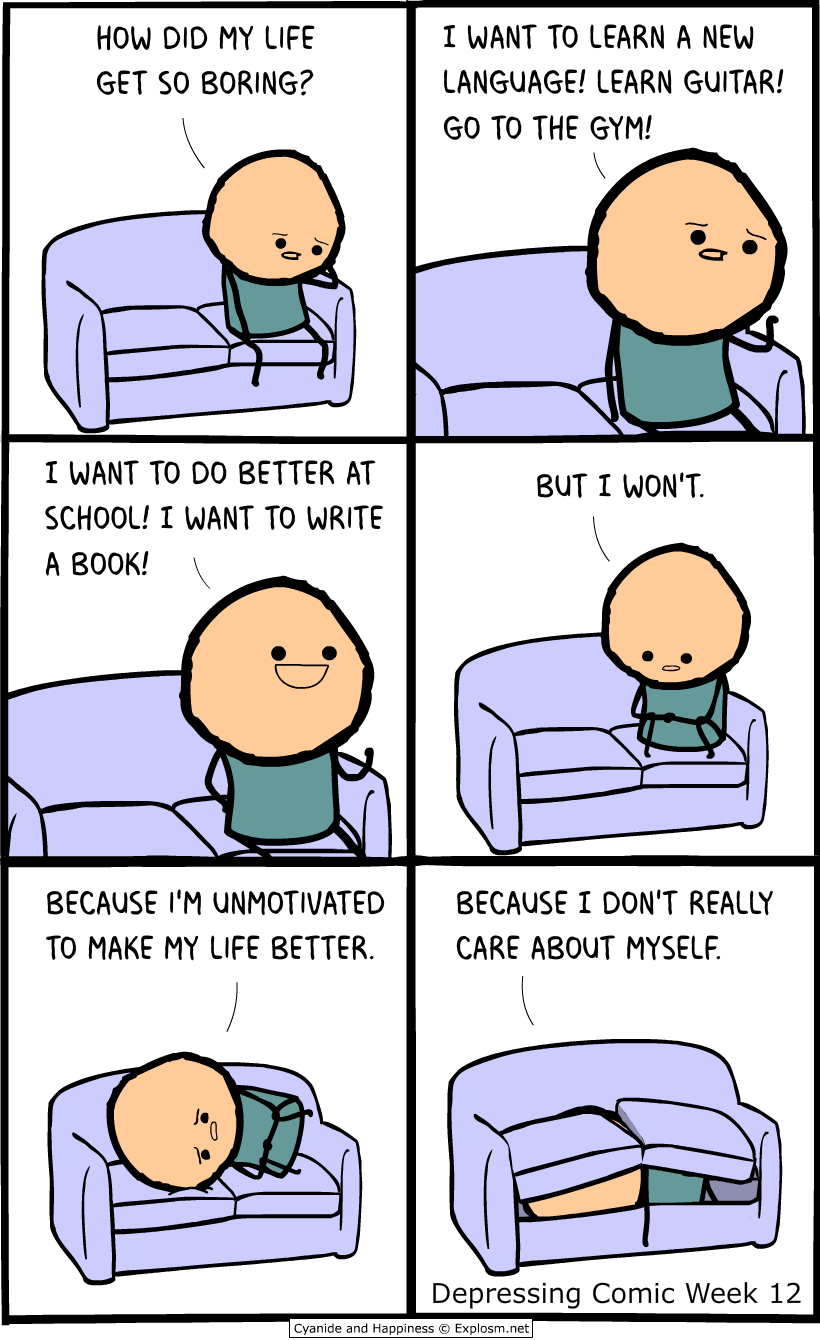 HOW DID MY LIFE
GET SO BORING?
I WANT TO LEARN A NEW
LANGUAGE! LEARN GUITAR!
GO TO THE GYM!
I WANT TO DO BETTER AT
SCHOOL! I WANT TO WRITE
A BOOK!
BUT I WON'T.
BECAUSE I'M UNMOTIVATED
TO MAKE MY LIFE BETTER.
BECAUSE I DON'T REALLY
CARE ABOUT MYSELF.
Depressing Comic Week 12
Cyanide and Happiness © Explosm.net